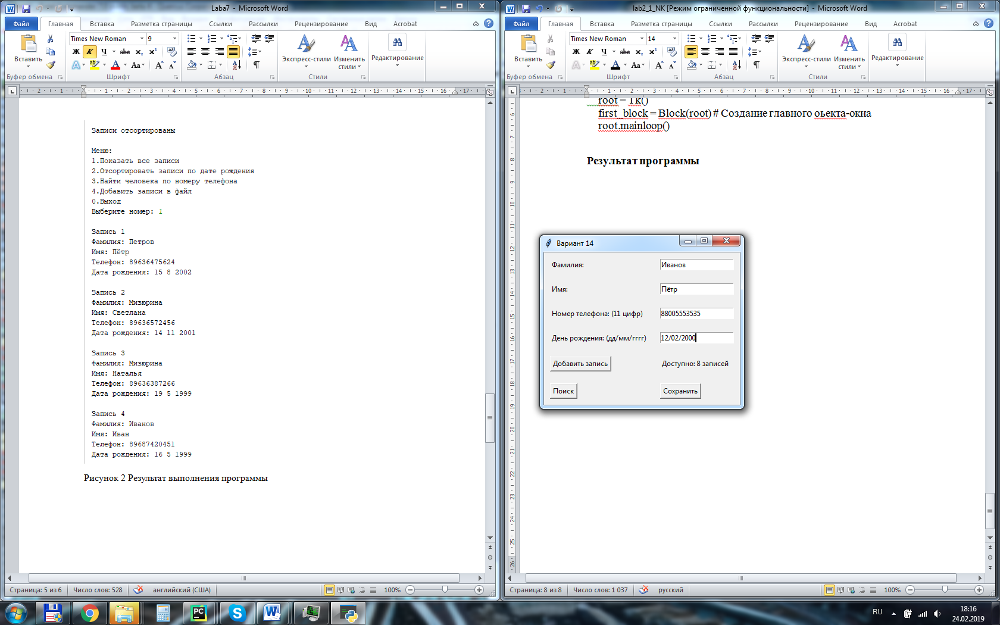 Laba7 - Microsoft Word
Файл Главная Вставка Разметка страницы Ссылки Рассылки Рецензирование Вид Acrobat
Times New Roman 9
Вставить
Ж К Ч abc x₂ x²
Экспресс-стили Изменить стили Редактирование
Буфер обмена Шрифт Абзац Стили
Записи отсортированы
Меню:
1.Показать все записи
2.Отсортировать записи по дате рождения
3.Найти человека по номеру телефона
4.Добавить записи в файл
0.Выход
Выберите номер: 1
Запись 1
Фамилия: Петров
Имя: Пётр
Телефон: 89636475624
Дата рождения: 15 8 2002
Запись 2
Фамилия: Мизюрина
Имя: Светлана
Телефон: 89636572456
Дата рождения: 14 11 2001
Запись 3
Фамилия: Мизюрина
Имя: Наталья
Телефон: 89636387266
Дата рождения: 19 5 1999
Запись 4
Фамилия: Иванов
Имя: Иван
Телефон: 89687420451
Дата рождения: 16 5 1999
Рисунок 2 Результат выполнения программы
Страница: 5 из 6 Число слов: 528 английский (США) 100%
lab2_1_NK [Режим ограниченной функциональности] - Microsoft Word
Файл Главная Вставка Разметка страницы Ссылки Рассылки Рецензирование Вид Acrobat
Times New Roman 14
Вставить
Ж К Ч abc x₂ x²
Экспресс-стили Изменить стили Редактирование
Буфер обмена Шрифт Абзац Стили
root = Tk()
first_block = Block(root) # Создание главного оьекта-окна
root.mainloop()
Результат программы
Вариант 14
Фамилия: Иванов
Имя: Пётр
Номер телефона: (11 цифр) 88005553535
День рождения: (дд/мм/гггг) 12/02/2000
Добавить запись Доступно: 8 записей
Поиск Сохранить
Страница: 8 из 8 Число слов: 1 037 русский 100%
RU 18:16
24.02.2019